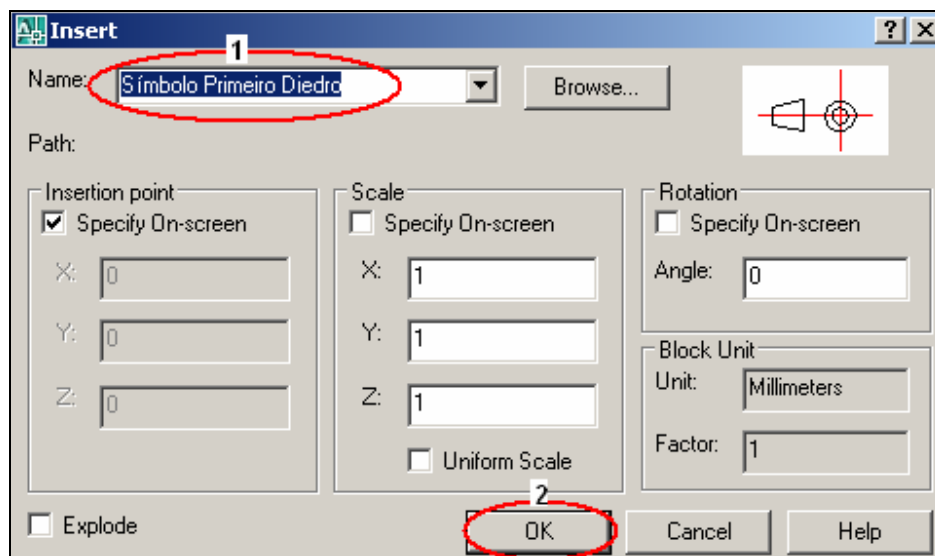 Insert
1
Name: Símbolo Primeiro Diedro Browse...
Path:
Insertion point Scale Rotation
Specify On-screen Specify On-screen Specify On-screen
X: 0 X: 1 Angle: 0
Y: 0 Y: 1
Block Unit
Unit: Millimeters
Z: 0 Z: 1
Factor: 1
Uniform Scale
2
Explode OK Cancel Help